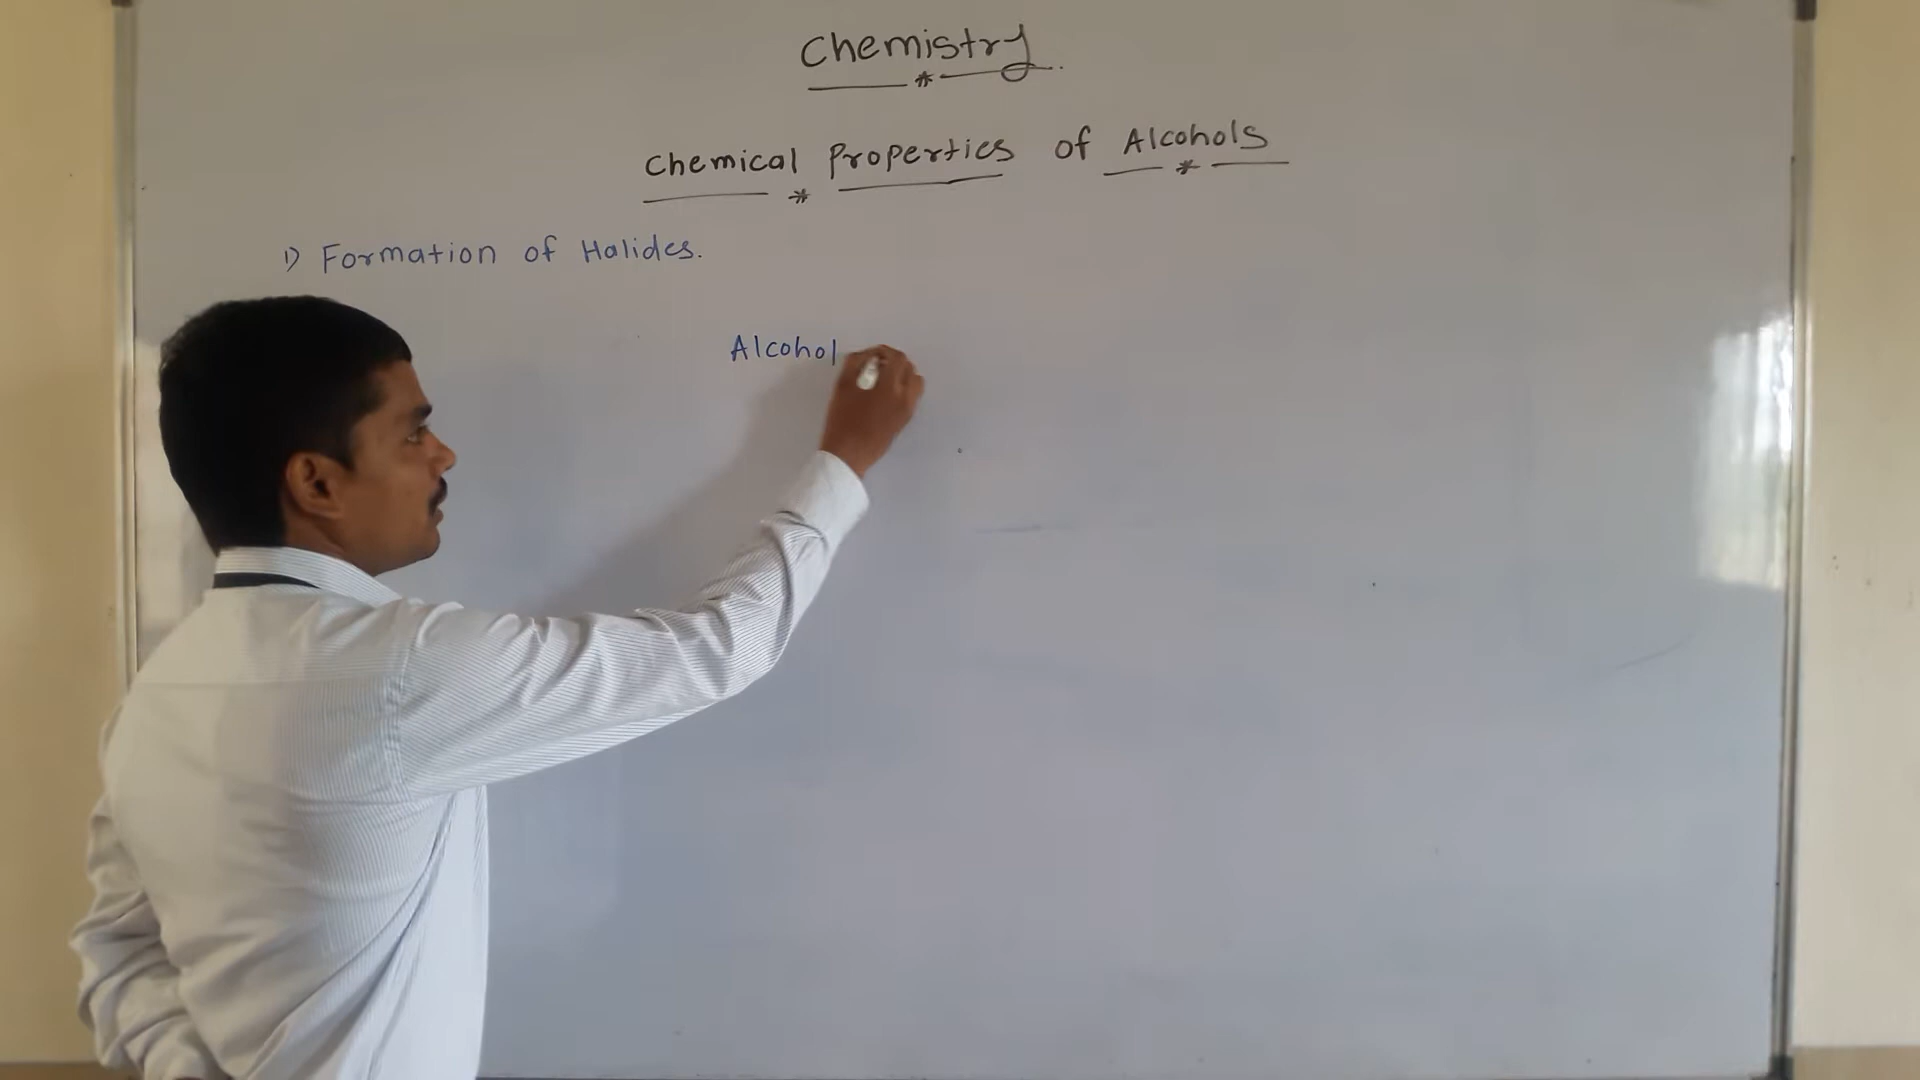 Chemistry
Chemical Properties of Alcohols
1) Formation of Halides.
Alcohol